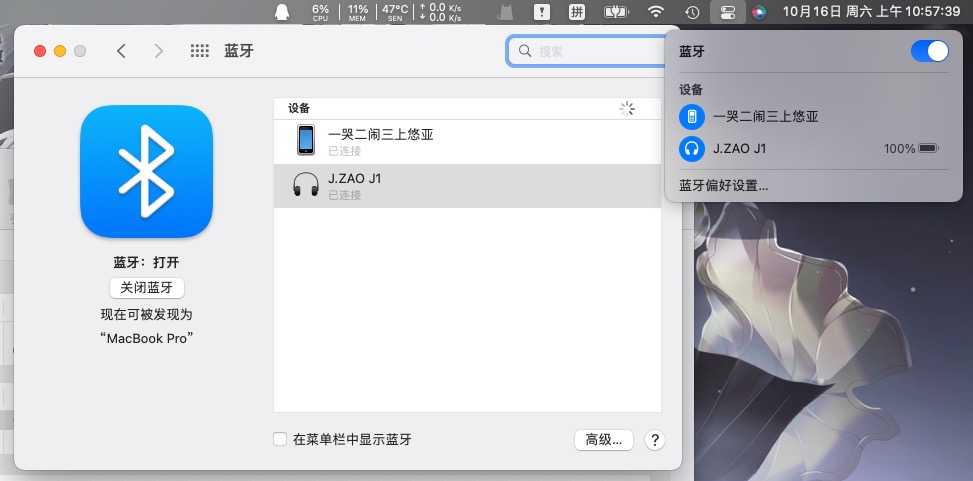 6% 11% 47°C ↑ 0.0 K/s
CPU MEM SEN ↓ 0.0 K/s
拼
10月16日 周六 上午 10:57:39
蓝牙
搜索
设备
一哭二闹三上悠亚
已连接
J.ZAO J1
已连接
蓝牙：打开
关闭蓝牙
现在可被发现为
“MacBook Pro”
在菜单栏中显示蓝牙
高级...
?
蓝牙
设备
一哭二闹三上悠亚
J.ZAO J1 100%
蓝牙偏好设置...